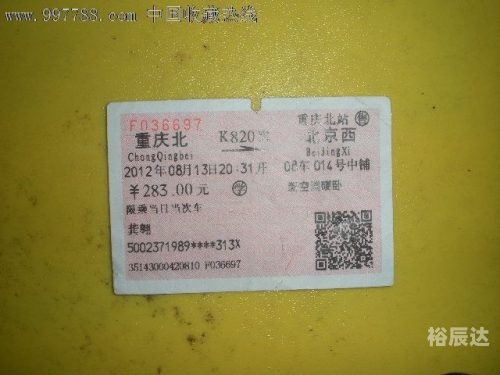 www.997788.com 中国收藏热线
F036697
重庆北站 售
重庆北 K820次 北京西
ChongQingbei BeiJingXi
2012年08月13日20:31开 06车014号中铺
￥283.00元 学 新空调硬卧
限乘当日当次车
5002371989****313X
35143000420810 F036697
裕辰达